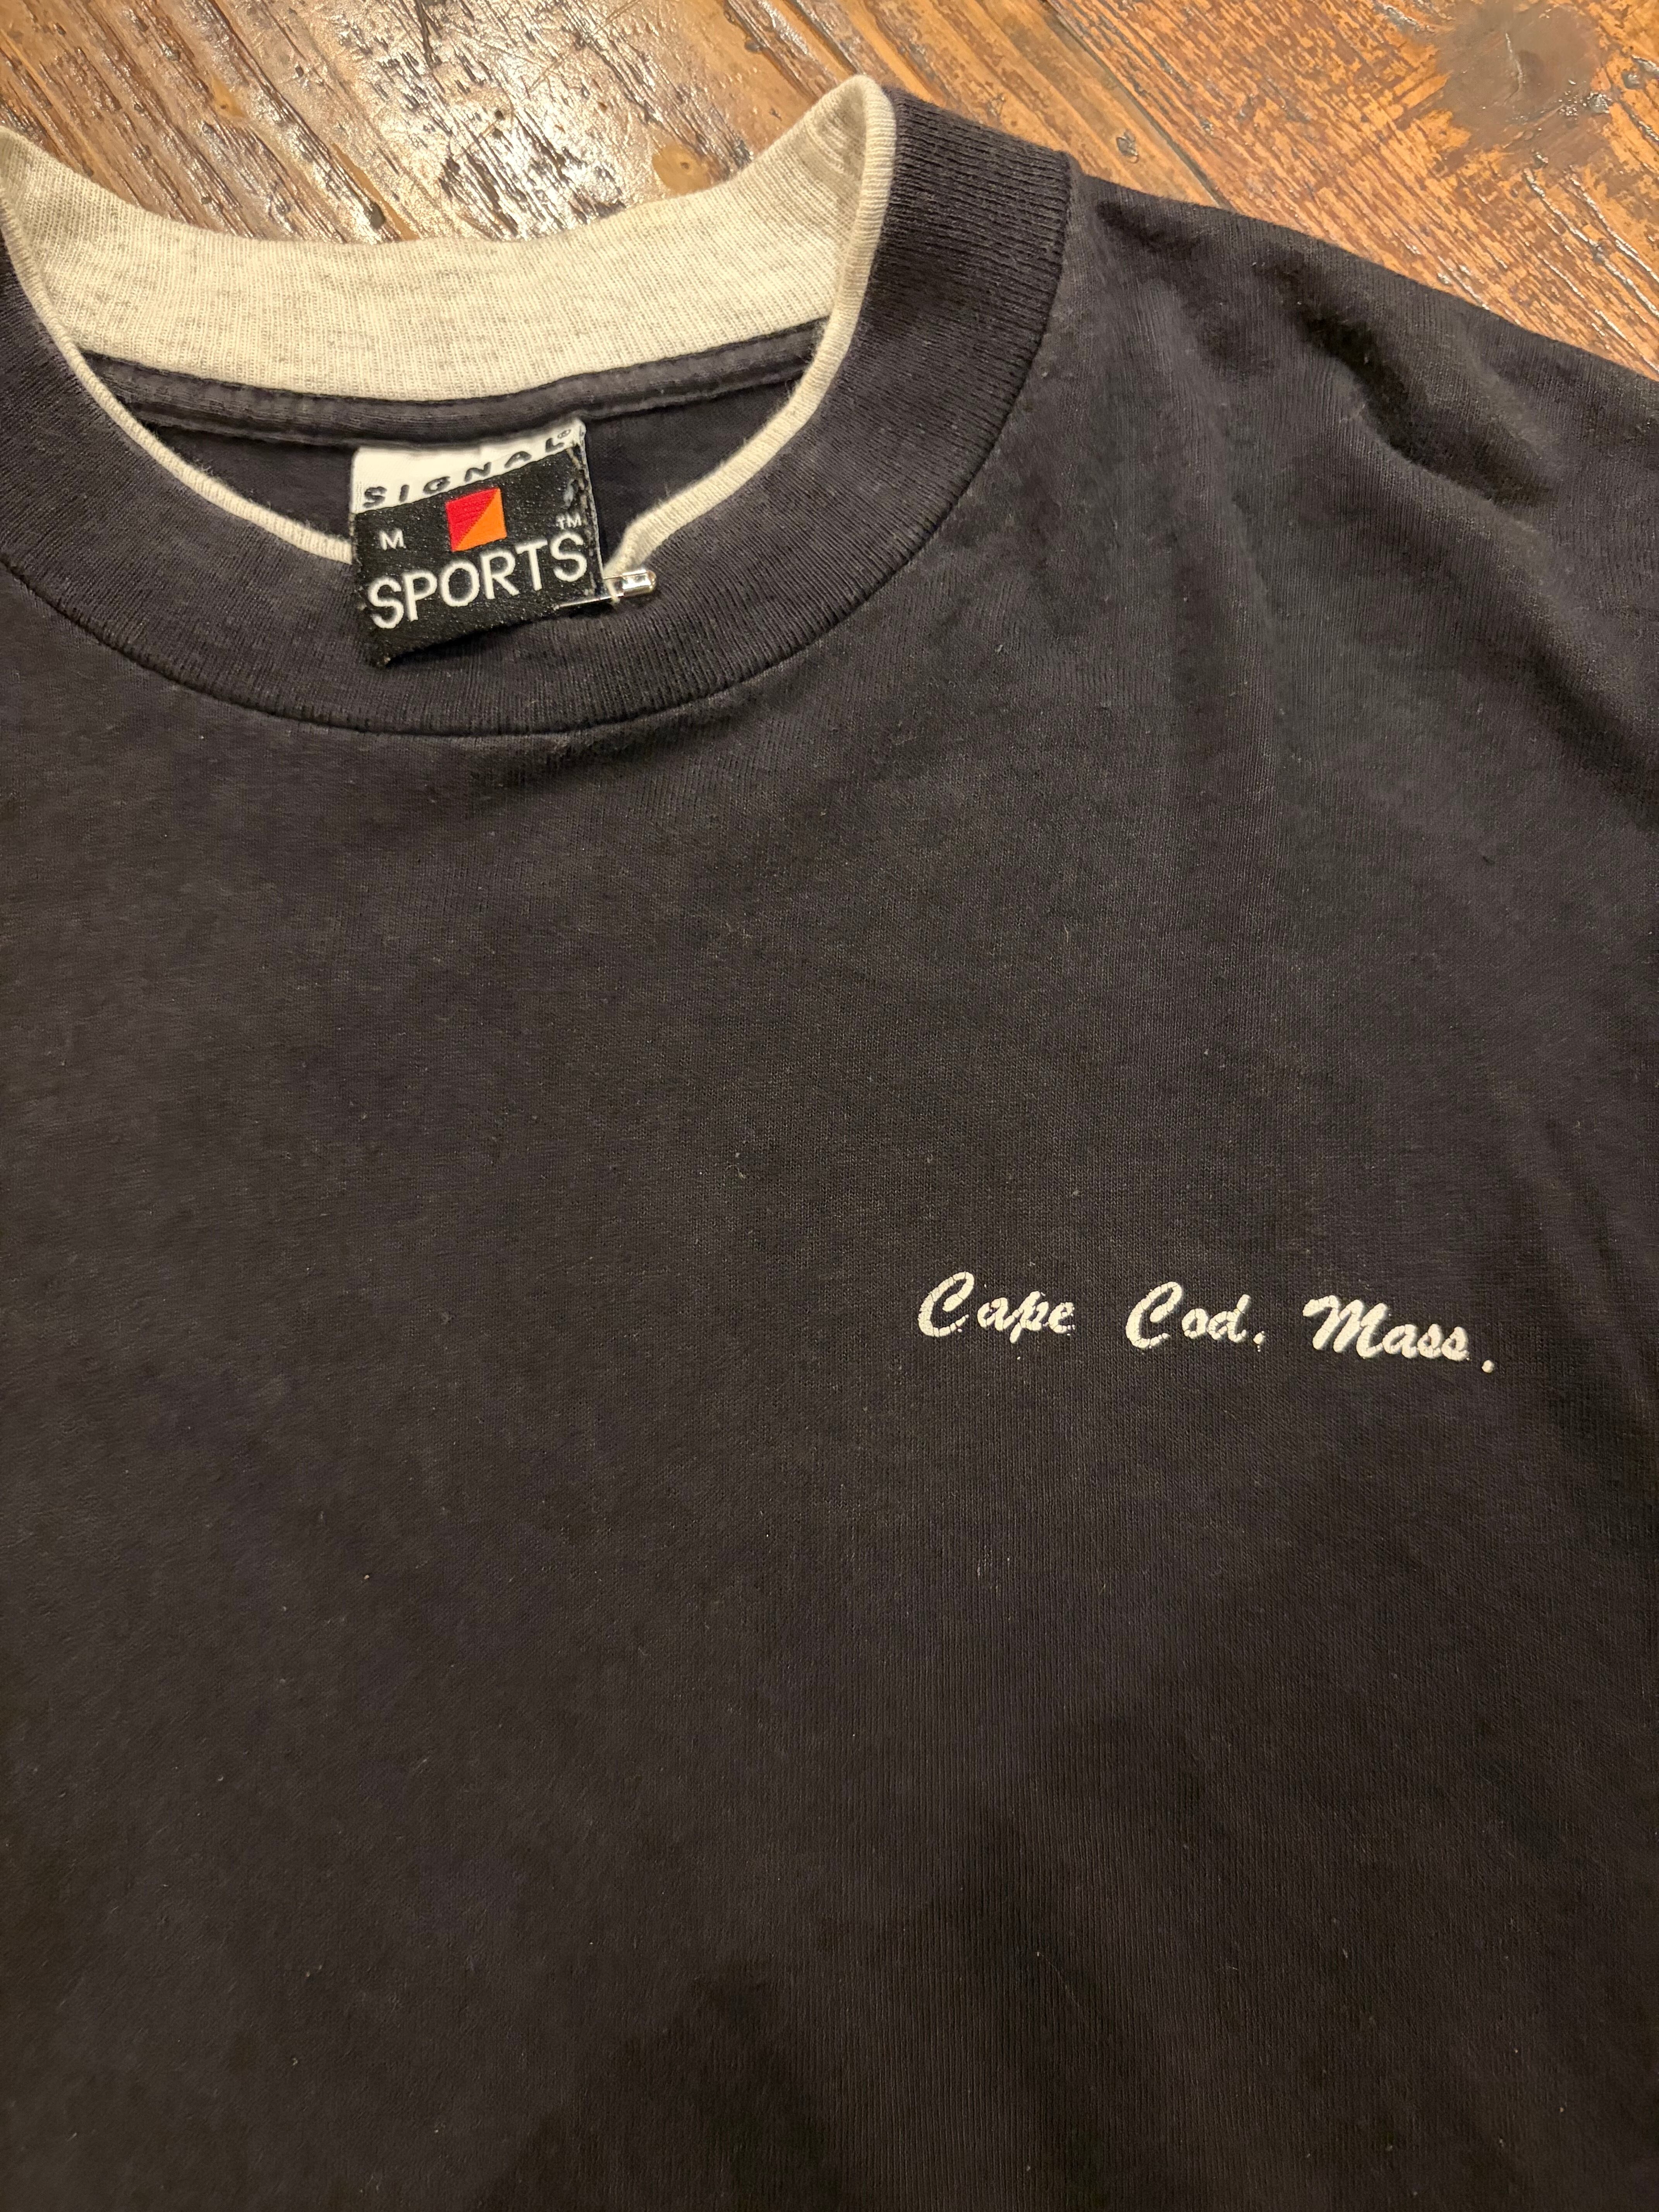 SIGNAL®
M ™
SPORTS
Cape Cod. Mass.